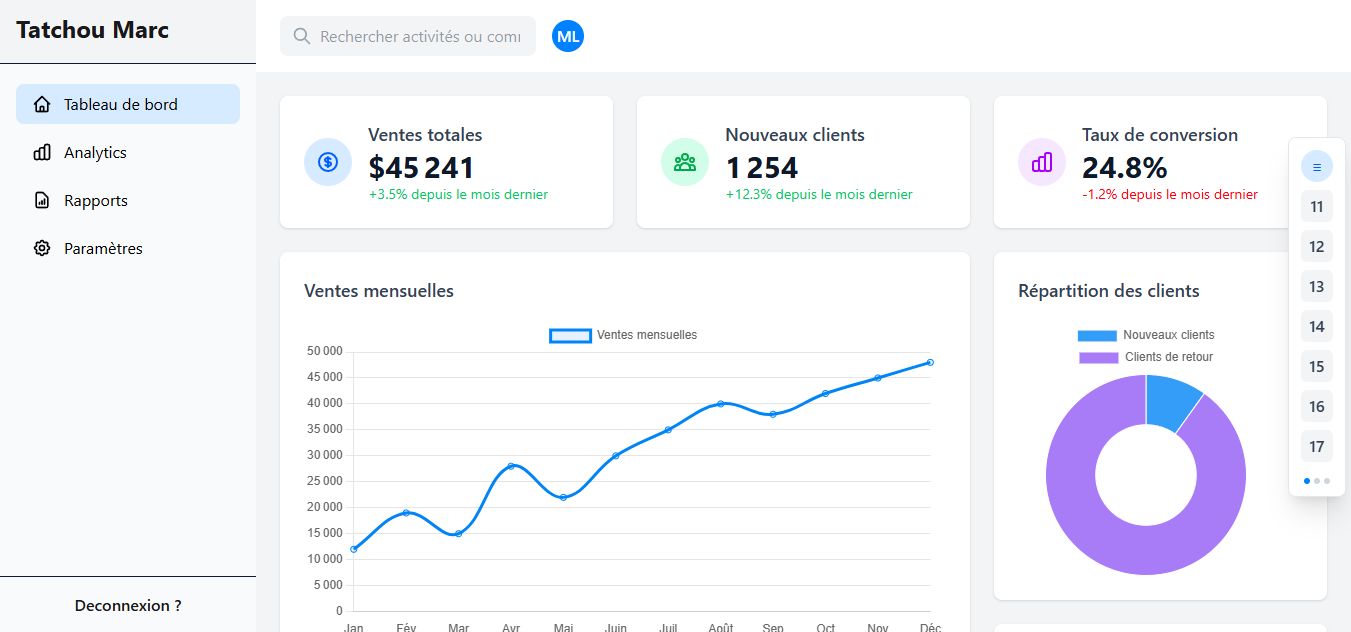 Tatchou Marc
Tableau de bord
Analytics
Rapports
Paramètres
Deconnexion ?
Rechercher activités ou com
ML
Ventes totales
$45 241
+3.5% depuis le mois dernier
Nouveaux clients
1 254
+12.3% depuis le mois dernier
Taux de conversion
24.8%
-1.2% depuis le mois dernier
Ventes mensuelles
Ventes mensuelles
50 000
45 000
40 000
35 000
30 000
25 000
20 000
15 000
10 000
5 000
0
Jan Fév Mar Avr Mai Juin Juil Août Sep Oct Nov Déc
Répartition des clients
Nouveaux clients
Clients de retour
11
12
13
14
15
16
17